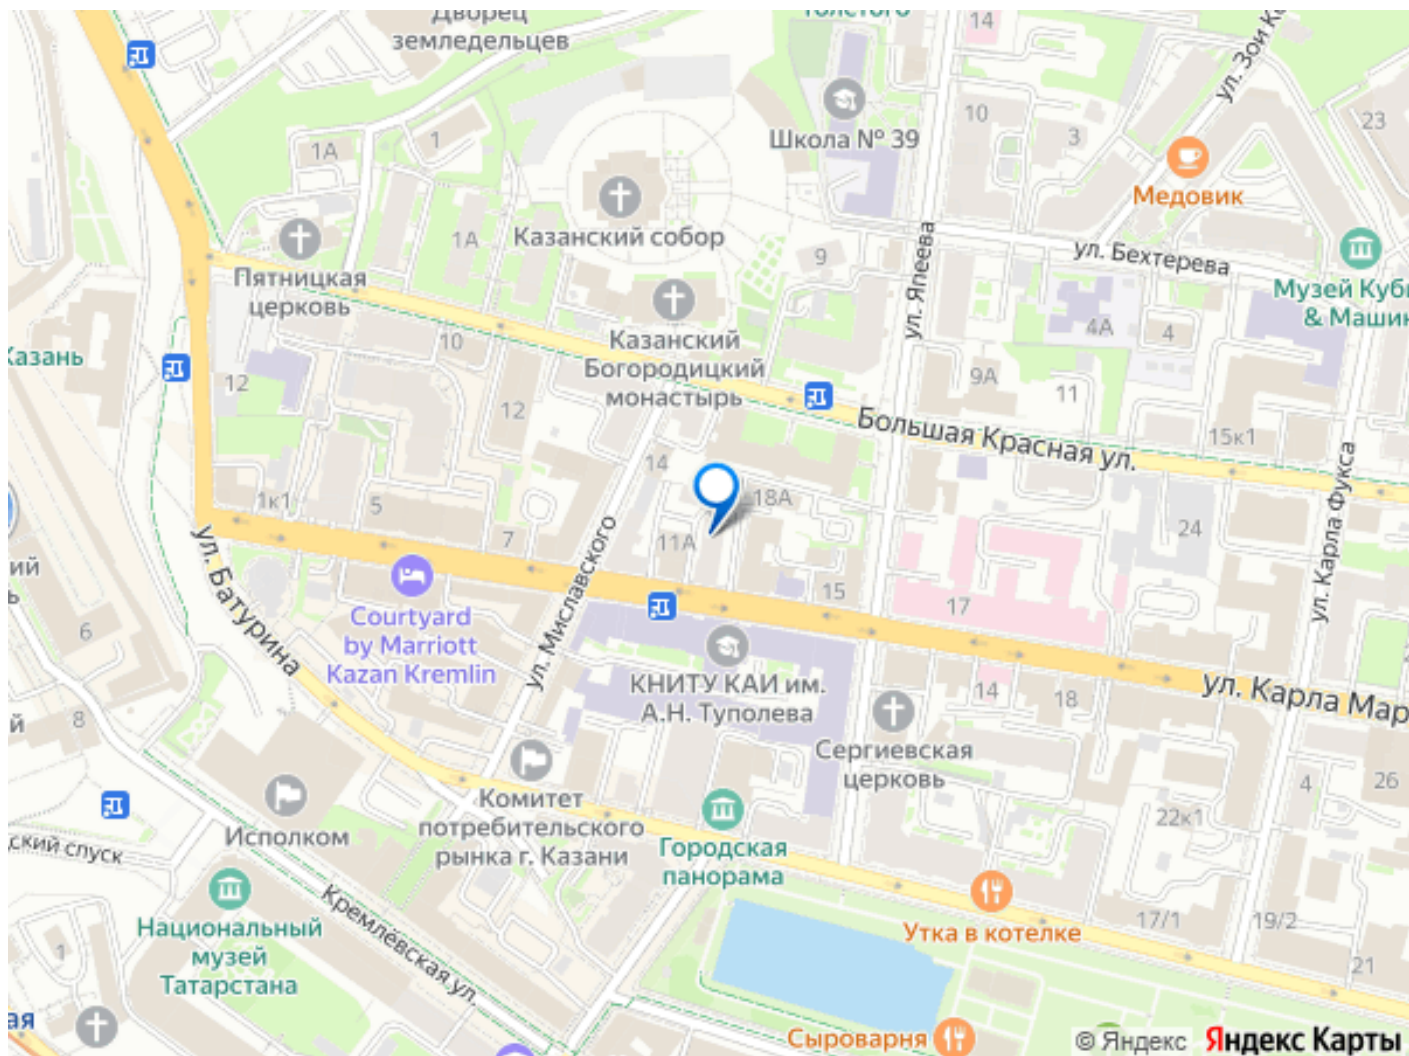 Дворец
земледельцев
Толстого
14
ул. Зои К
Школа № 39
10
3
23
1
1А
Медовик
Казанский собор
1А
Пятницкая
церковь
9
ул. Япеева
ул. Бехтерева
Музей Куб
& Машин
Казань
10
Казанский
Богородицкий
монастырь
4А
4
12
12
9А
11
Большая Красная ул.
15к1
14
18А
1к1
5
7
11А
24
ул. Карла Фукса
ул. Батурина
ул. Миславского
15
17
6
Courtyard
by Marriott
Kazan Kremlin
КНИТУ КАИ им.
А.Н. Туполева
14
18
ул. Карла Мар
8
Сергиевская
церковь
Исполком
Комитет
потребительского
рынка г. Казани
Городская
панорама
4
26
22к1
ский спуск
Национальный
музей
Татарстана
Кремлёвская ул.
Утка в котелке
17/1
19/2
21
1
ая
Сыроварня
© Яндекс
Яндекс Карты